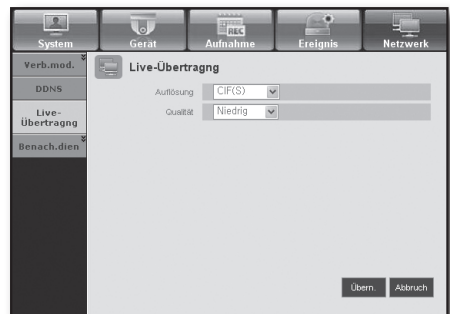 System Gerät Aufnahme Ereignis Netzwerk
REC
Verb.mod.
DDNS
Live-
Übertragng
Benach.dien
Live-Übertragng
Auflösung CIF(S)
Qualität Niedrig
Übern. Abbruch